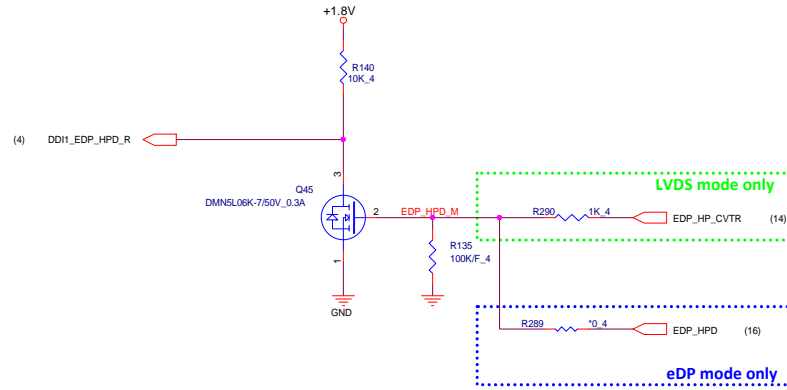 +1.8V
R140
10K_4
(4) DDI1_EDP_HPD_R
3
Q45
DMN5L06K-7/50V_0.3A
2
EDP_HPD_M
1
GND
R135
100K/F_4
LVDS mode only
R290 1K_4
EDP_HP_CVTR (14)
R289 *0_4
EDP_HPD (16)
eDP mode only